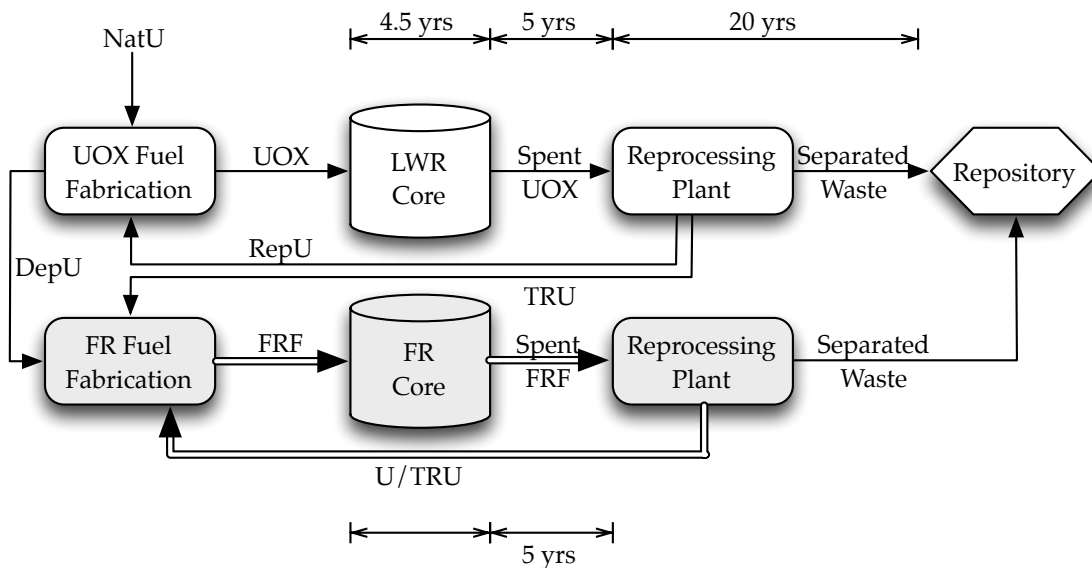 4.5 yrs
5 yrs
20 yrs
NatU
UOX Fuel
Fabrication
UOX
LWR
Core
Spent
UOX
Reprocessing
Plant
Separated
Waste
Repository
RepU
DepU
TRU
FR Fuel
Fabrication
FRF
FR
Core
Spent
FRF
Reprocessing
Plant
Separated
Waste
U/TRU
5 yrs